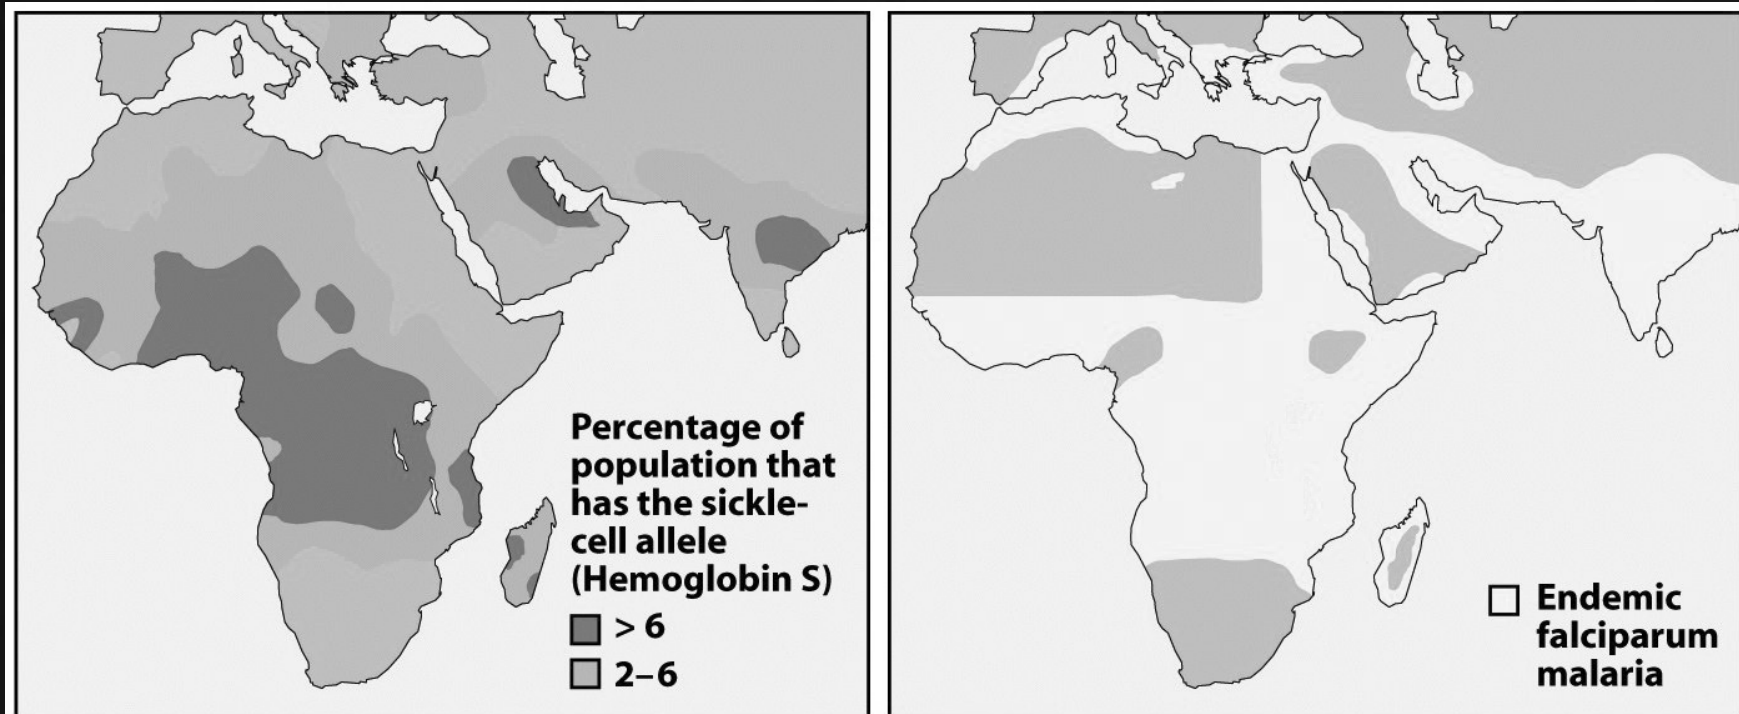 Percentage of
population that
has the sickle-
cell allele
(Hemoglobin S)
> 6
2–6
Endemic
falciparum
malaria